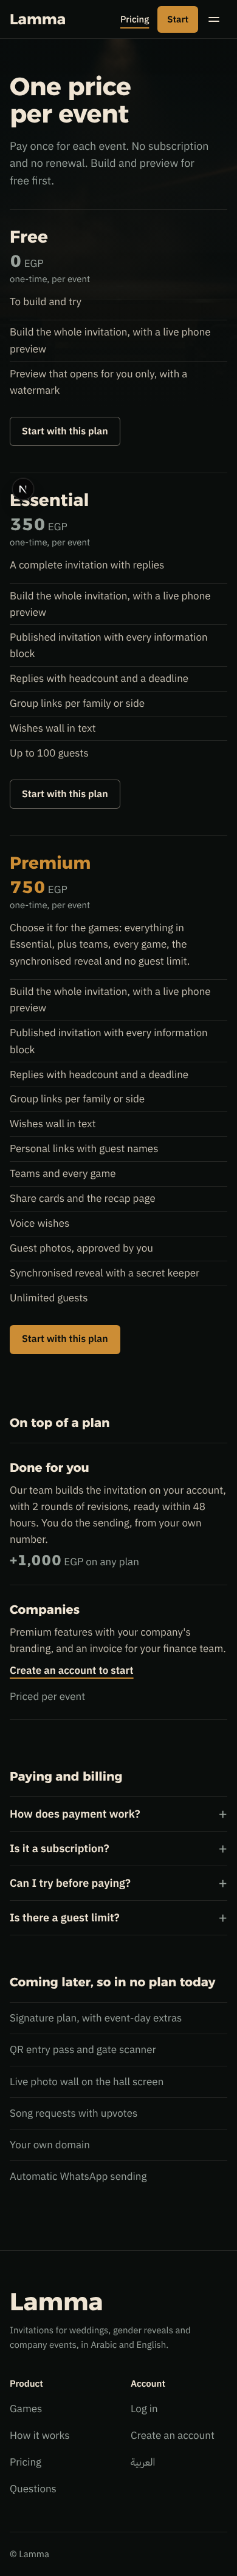 Lamma
Pricing
Start
One price
per event
Pay once for each event. No subscription
and no renewal. Build and preview for
free first.
Free
0 EGP
one-time, per event
To build and try
Build the whole invitation, with a live phone
preview
Preview that opens for you only, with a
watermark
Start with this plan
N
Essential
350 EGP
one-time, per event
A complete invitation with replies
Build the whole invitation, with a live phone
preview
Published invitation with every information
block
Replies with headcount and a deadline
Group links per family or side
Wishes wall in text
Up to 100 guests
Start with this plan
Premium
750 EGP
one-time, per event
Choose it for the games: everything in
Essential, plus teams, every game, the
synchronised reveal and no guest limit.
Build the whole invitation, with a live phone
preview
Published invitation with every information
block
Replies with headcount and a deadline
Group links per family or side
Wishes wall in text
Personal links with guest names
Teams and every game
Share cards and the recap page
Voice wishes
Guest photos, approved by you
Synchronised reveal with a secret keeper
Unlimited guests
Start with this plan
On top of a plan
Done for you
Our team builds the invitation on your account,
with 2 rounds of revisions, ready within 48
hours. You do the sending, from your own
number.
+1,000 EGP on any plan
Companies
Premium features with your company's
branding, and an invoice for your finance team.
Create an account to start
Priced per event
Paying and billing
How does payment work? +
Is it a subscription? +
Can I try before paying? +
Is there a guest limit? +
Coming later, so in no plan today
Signature plan, with event-day extras
QR entry pass and gate scanner
Live photo wall on the hall screen
Song requests with upvotes
Your own domain
Automatic WhatsApp sending
Lamma
Invitations for weddings, gender reveals and
company events, in Arabic and English.
Product
Games
How it works
Pricing
Questions
Account
Log in
Create an account
العربية
© Lamma